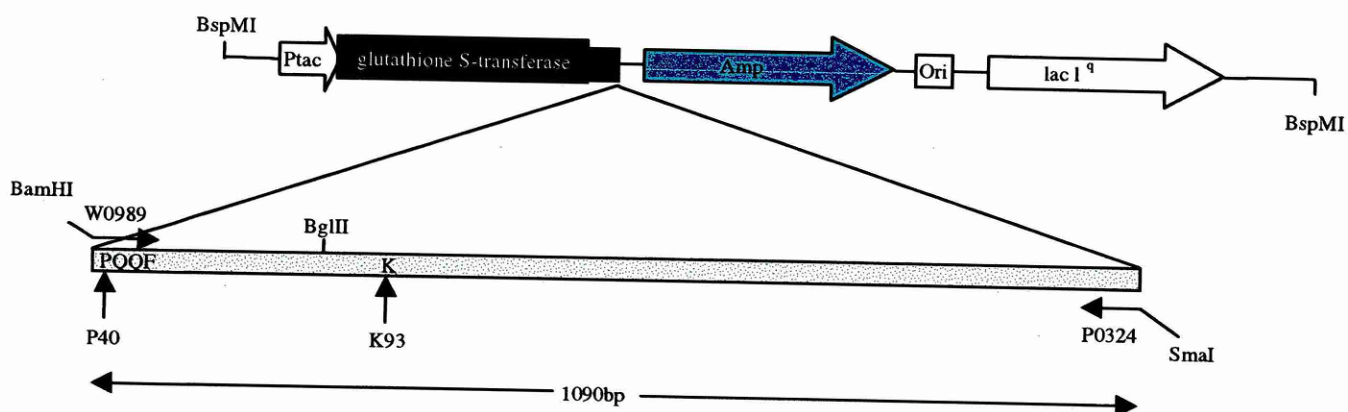 BspMI
Ptac glutathione S-transferase Amp Ori lac I q
BspMI
BamHI
W0989
BglII
PQQF K
P40 K93 P0324 SmaI
1090bp